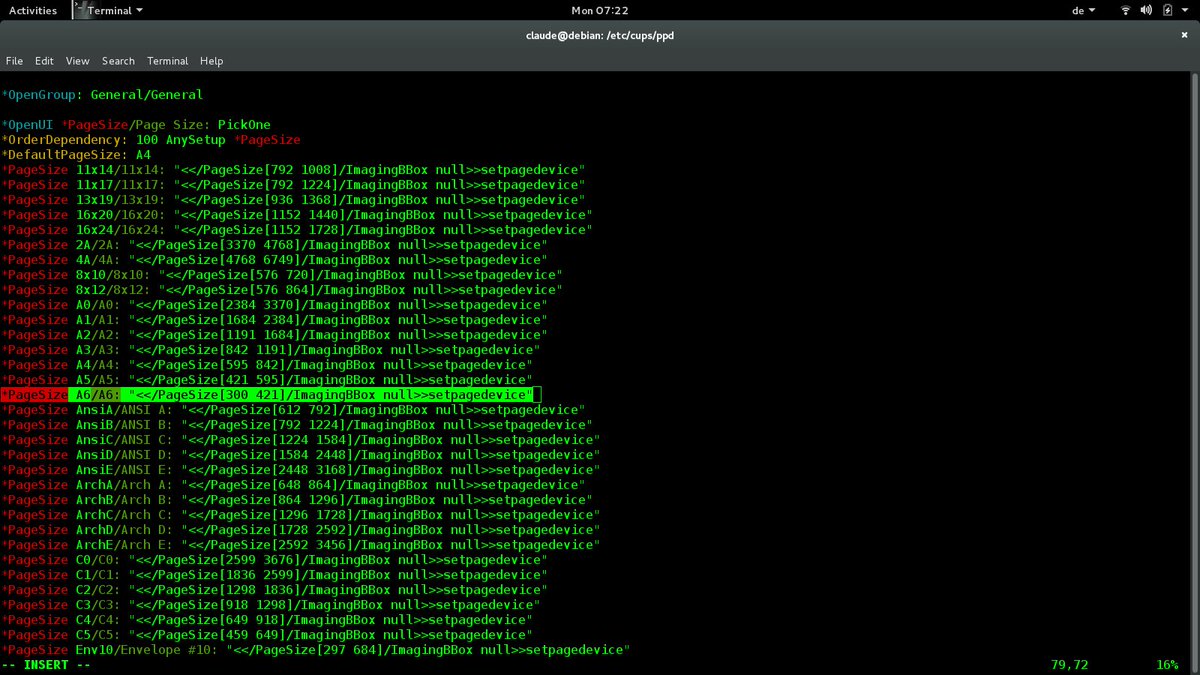 Activities Terminal Mon 07:22 de
claude@debian: /etc/cups/ppd ×
File Edit View Search Terminal Help
*OpenGroup: General/General
*OpenUI *PageSize/Page Size: PickOne
*OrderDependency: 100 AnySetup *PageSize
*DefaultPageSize: A4
*PageSize 11x14/11x14: "<</PageSize[792 1008]/ImagingBBox null>>setpagedevice"
*PageSize 11x17/11x17: "<</PageSize[792 1224]/ImagingBBox null>>setpagedevice"
*PageSize 13x19/13x19: "<</PageSize[936 1368]/ImagingBBox null>>setpagedevice"
*PageSize 16x20/16x20: "<</PageSize[1152 1440]/ImagingBBox null>>setpagedevice"
*PageSize 16x24/16x24: "<</PageSize[1152 1728]/ImagingBBox null>>setpagedevice"
*PageSize 2A/2A: "<</PageSize[3370 4768]/ImagingBBox null>>setpagedevice"
*PageSize 4A/4A: "<</PageSize[4768 6749]/ImagingBBox null>>setpagedevice"
*PageSize 8x10/8x10: "<</PageSize[576 720]/ImagingBBox null>>setpagedevice"
*PageSize 8x12/8x12: "<</PageSize[576 864]/ImagingBBox null>>setpagedevice"
*PageSize A0/A0: "<</PageSize[2384 3370]/ImagingBBox null>>setpagedevice"
*PageSize A1/A1: "<</PageSize[1684 2384]/ImagingBBox null>>setpagedevice"
*PageSize A2/A2: "<</PageSize[1191 1684]/ImagingBBox null>>setpagedevice"
*PageSize A3/A3: "<</PageSize[842 1191]/ImagingBBox null>>setpagedevice"
*PageSize A4/A4: "<</PageSize[595 842]/ImagingBBox null>>setpagedevice"
*PageSize A5/A5: "<</PageSize[421 595]/ImagingBBox null>>setpagedevice"
*PageSize A6/A6: "<</PageSize[300 421]/ImagingBBox null>>setpagedevice"
*PageSize AnsiA/ANSI A: "<</PageSize[612 792]/ImagingBBox null>>setpagedevice"
*PageSize AnsiB/ANSI B: "<</PageSize[792 1224]/ImagingBBox null>>setpagedevice"
*PageSize AnsiC/ANSI C: "<</PageSize[1224 1584]/ImagingBBox null>>setpagedevice"
*PageSize AnsiD/ANSI D: "<</PageSize[1584 2448]/ImagingBBox null>>setpagedevice"
*PageSize AnsiE/ANSI E: "<</PageSize[2448 3168]/ImagingBBox null>>setpagedevice"
*PageSize ArchA/Arch A: "<</PageSize[648 864]/ImagingBBox null>>setpagedevice"
*PageSize ArchB/Arch B: "<</PageSize[864 1296]/ImagingBBox null>>setpagedevice"
*PageSize ArchC/Arch C: "<</PageSize[1296 1728]/ImagingBBox null>>setpagedevice"
*PageSize ArchD/Arch D: "<</PageSize[1728 2592]/ImagingBBox null>>setpagedevice"
*PageSize ArchE/Arch E: "<</PageSize[2592 3456]/ImagingBBox null>>setpagedevice"
*PageSize C0/C0: "<</PageSize[2599 3676]/ImagingBBox null>>setpagedevice"
*PageSize C1/C1: "<</PageSize[1836 2599]/ImagingBBox null>>setpagedevice"
*PageSize C2/C2: "<</PageSize[1298 1836]/ImagingBBox null>>setpagedevice"
*PageSize C3/C3: "<</PageSize[918 1298]/ImagingBBox null>>setpagedevice"
*PageSize C4/C4: "<</PageSize[649 918]/ImagingBBox null>>setpagedevice"
*PageSize C5/C5: "<</PageSize[459 649]/ImagingBBox null>>setpagedevice"
*PageSize Env10/Envelope #10: "<</PageSize[297 684]/ImagingBBox null>>setpagedevice"
-- INSERT -- 79,72 16%